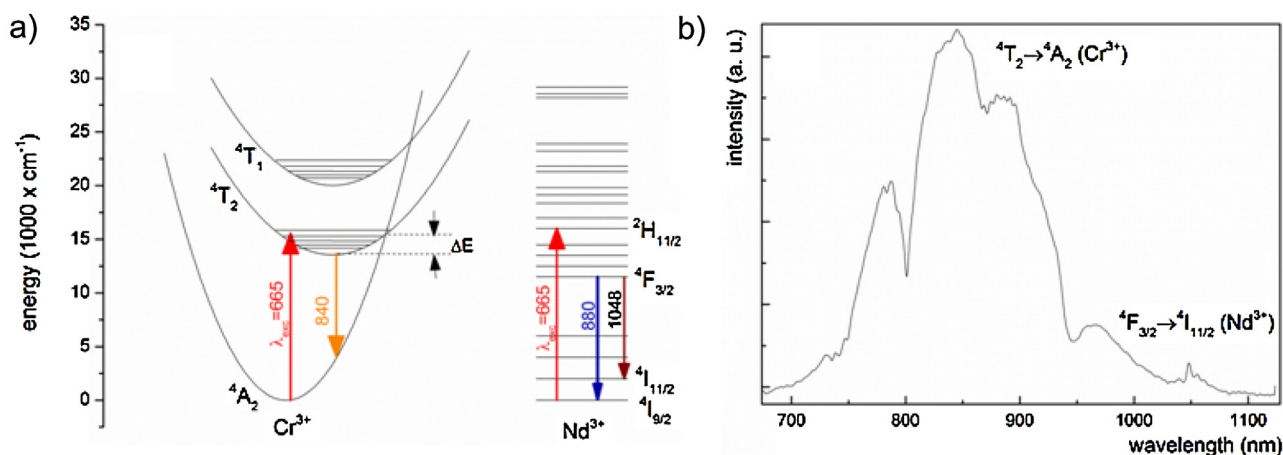 a)
energy (1000 x cm⁻¹)
35
30
25
20
15
10
5
0
⁴T₁
⁴T₂
⁴A₂
λexc=665
840
ΔE
Cr³⁺
²H₁₁/₂
⁴F₃/₂
λexc=665
880
1048
⁴I₁₁/₂
⁴I₉/₂
Nd³⁺
b)
intensity (a. u.)
⁴T₂→⁴A₂ (Cr³⁺)
⁴F₃/₂→⁴I₁₁/₂ (Nd³⁺)
700 800 900 1000 1100
wavelength (nm)